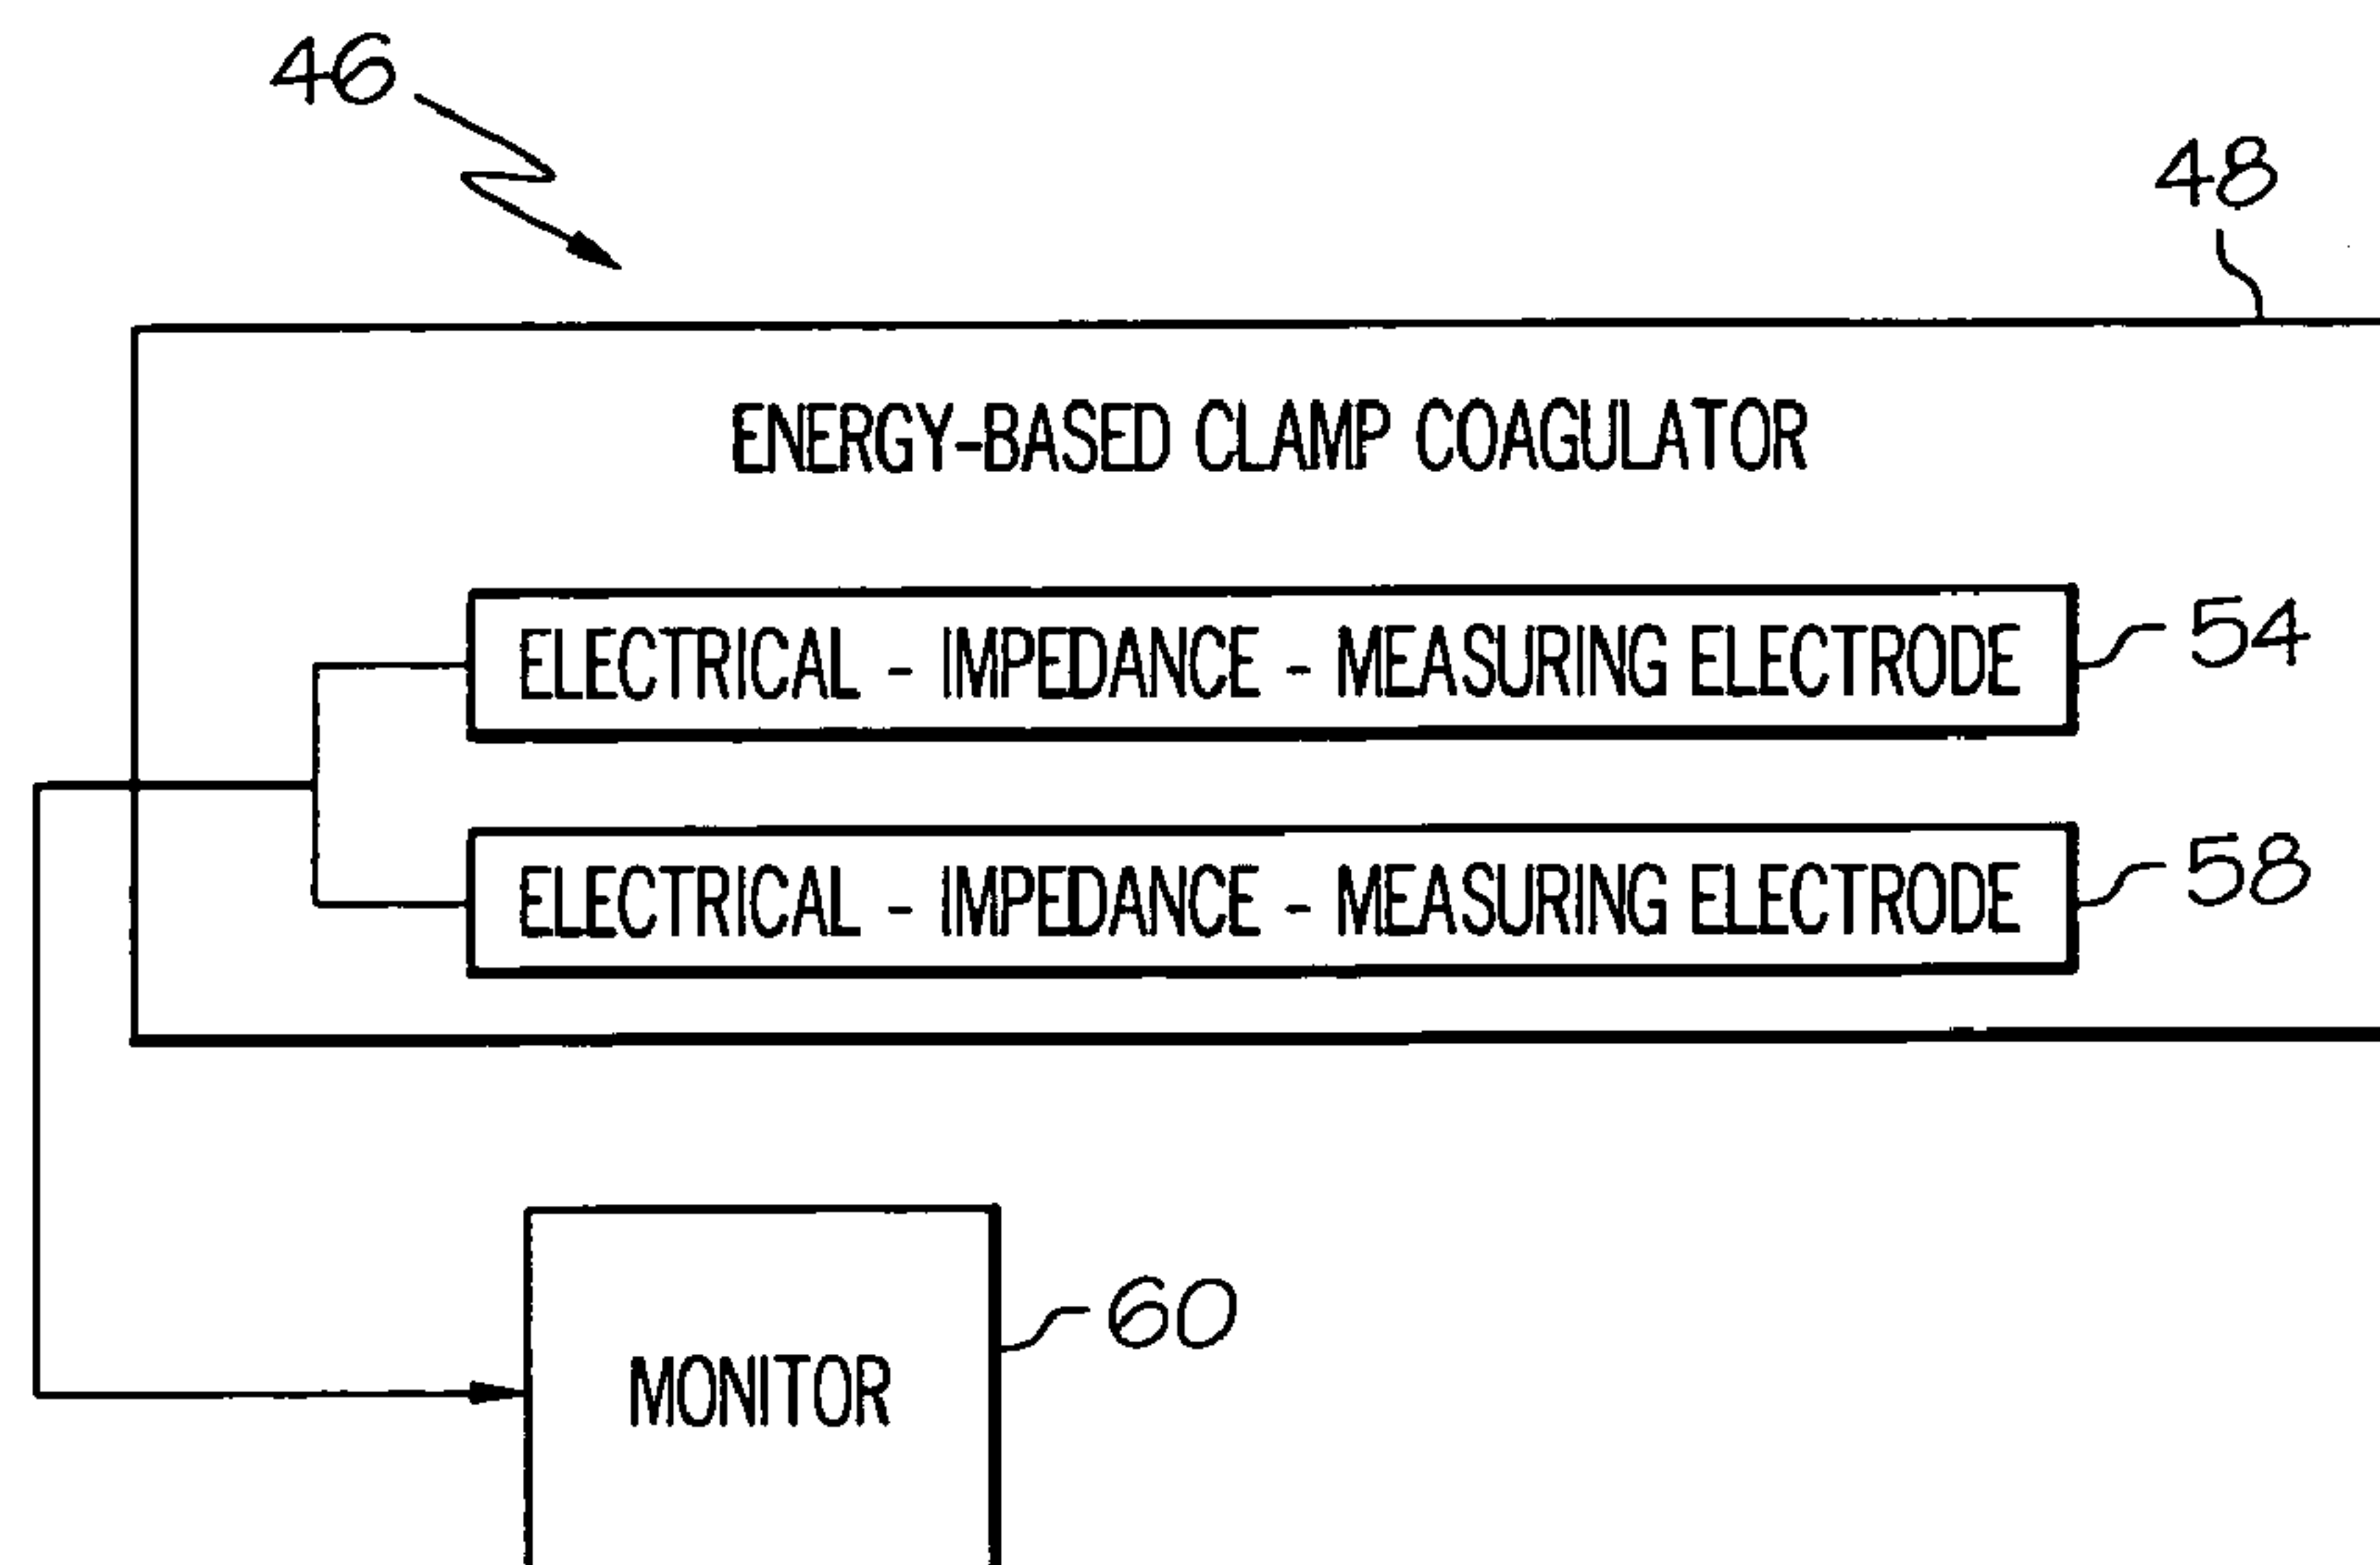 46
48
ENERGY-BASED CLAMP COAGULATOR
ELECTRICAL - IMPEDANCE - MEASURING ELECTRODE
54
ELECTRICAL - IMPEDANCE - MEASURING ELECTRODE
58
60
MONITOR